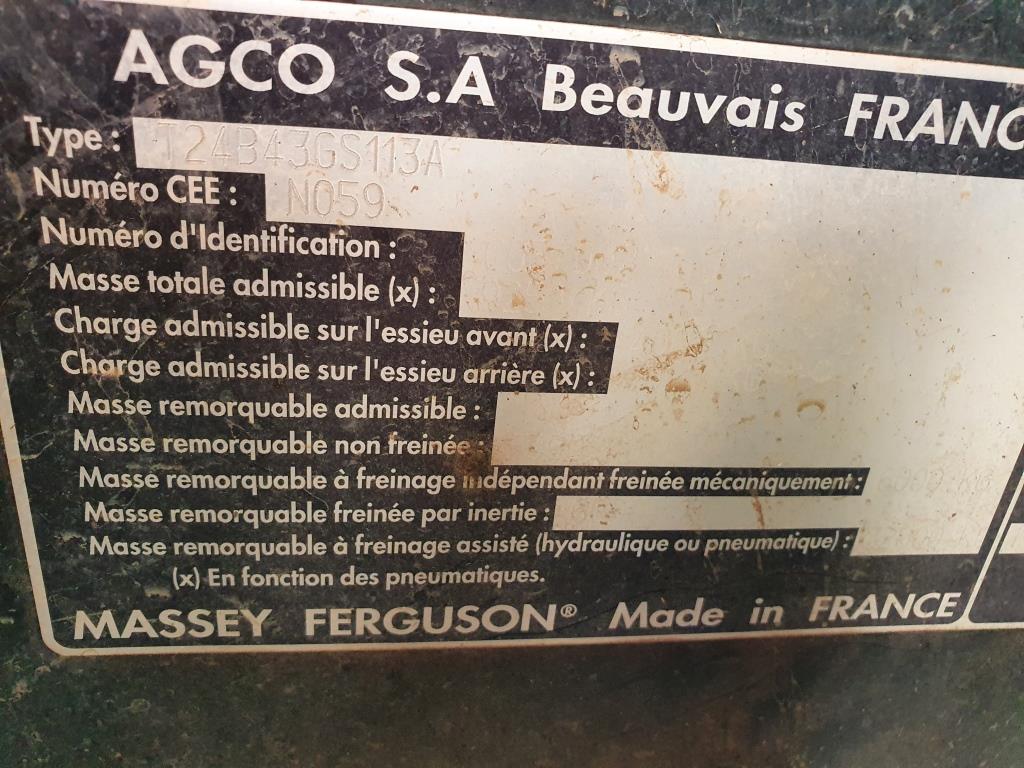 AGCO S.A Beauvais FRANC
Type : T24B43GS113A
Numéro CEE : N059
Numéro d'Identification :
Masse totale admissible (x) :
Charge admissible sur l'essieu avant (x) :
Charge admissible sur l'essieu arrière (x) :
Masse remorquable admissible :
Masse remorquable non freinée :
Masse remorquable à freinage indépendant freinée mécaniquement :
Masse remorquable freinée par inertie :
Masse remorquable à freinage assisté (hydraulique ou pneumatique) :
(x) En fonction des pneumatiques.
MASSEY FERGUSON® Made in FRANCE